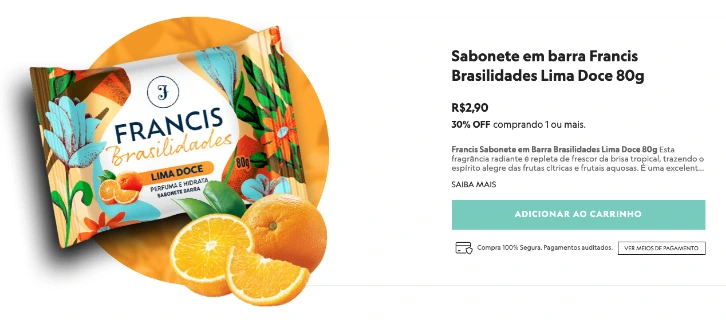 FRANCIS
Brasilidades
LIMA DOCE
PERFUMA E HIDRATA
SABONETE BARRA
80g
Sabonete em barra Francis
Brasilidades Lima Doce 80g
R$2,90
30% OFF comprando 1 ou mais.
Francis Sabonete em Barra Brasilidades Lima Doce 80g Esta
fragrância radiante é repleta de frescor da brisa tropical, trazendo o
espírito alegre das frutas cítricas e frutais aquosas. É uma excelent...
SAIBA MAIS
ADICIONAR AO CARRINHO
Compra 100% Segura. Pagamentos auditados.
VER MEIOS DE PAGAMENTO